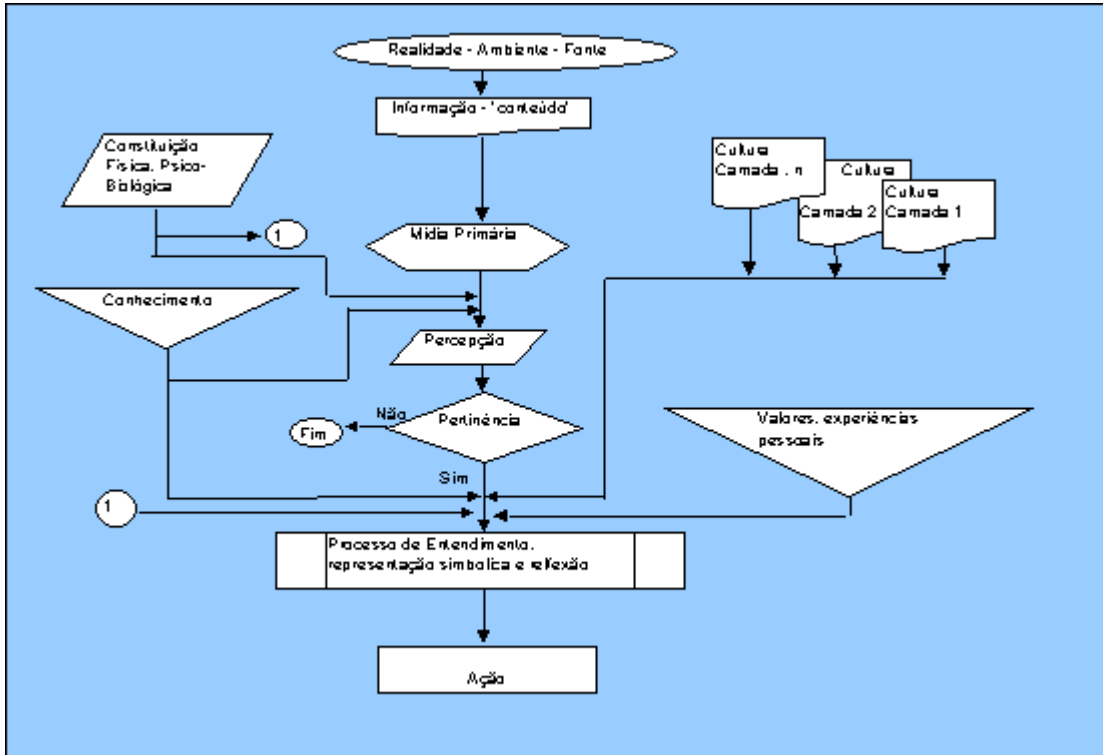 Realidade - Ambiente - Fonte
Informação - 'conteúdo'
Constituição
Física, Psico-
Biológica
Cultura
Camada . n
Cultura
Camada 2
Cultura
Camada 1
1
Mídia Primária
Conhecimento
Percepção
Não
Pertinência
Fim
Valores, experiências
pessoais
Sim
1
Processo de Entendimento,
representação simbolica e reflexão
Ação